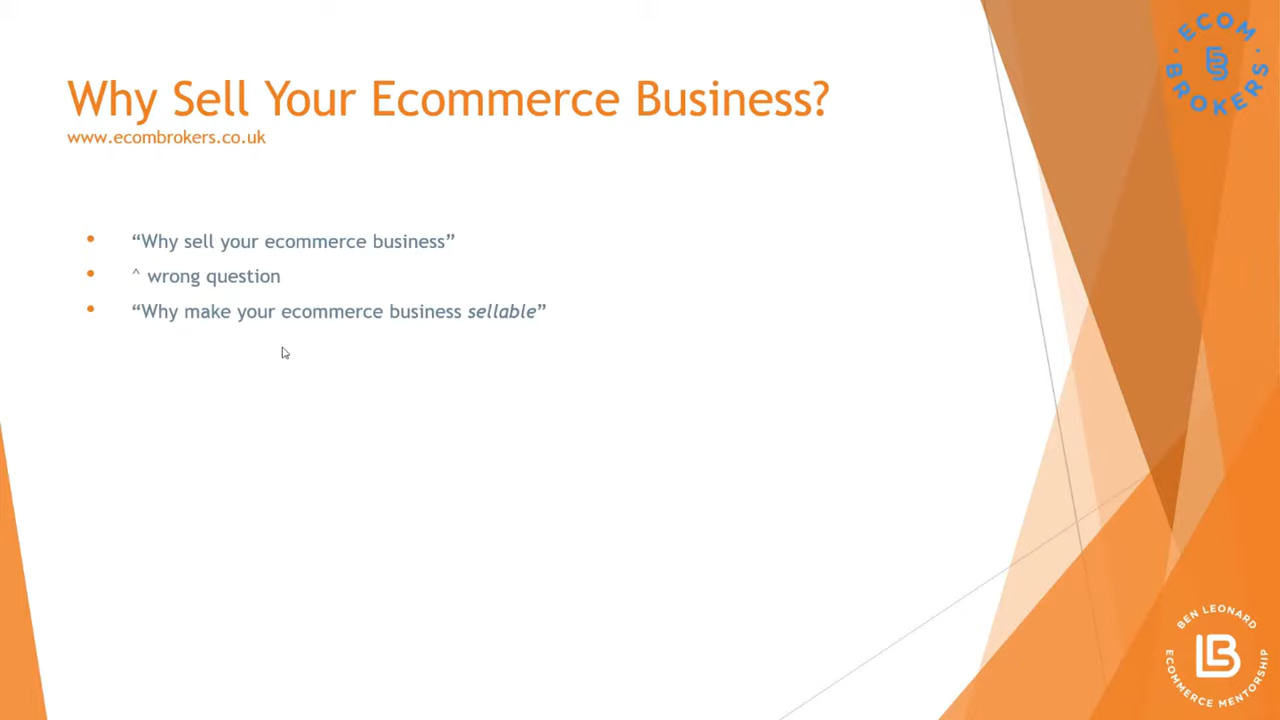 Why Sell Your Ecommerce Business?
www.ecombrokers.co.uk
• “Why sell your ecommerce business”
• ^ wrong question
• “Why make your ecommerce business sellable”
ECOM
BROKERS
BEN LEONARD
LB
ECOMMERCE MENTORSHIP